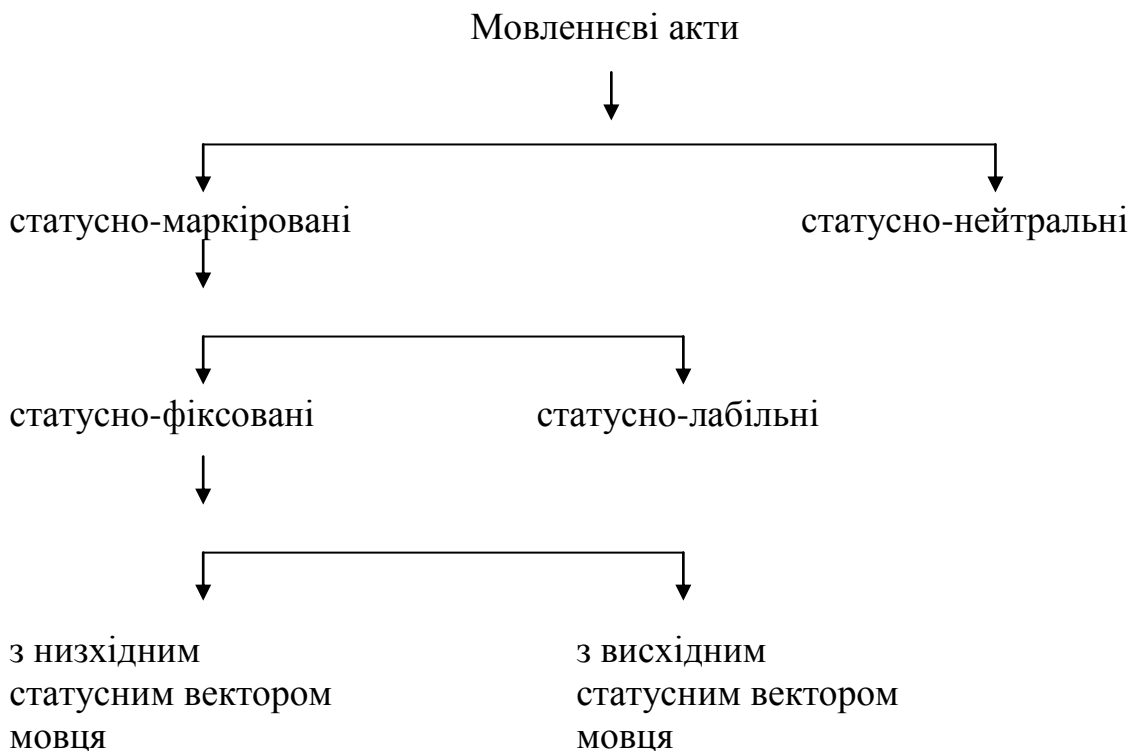 Мовленнєві акти
статусно-маркіровані
статусно-нейтральні
статусно-фіксовані
статусно-лабільні
з низхідним
статусним вектором
мовця
з висхідним
статусним вектором
мовця